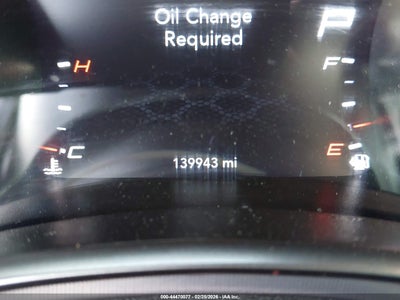 Oil Change
Required
P
H
F
C
E
139943 mi
000-44470077 - 02/20/2026 - IAA Inc.